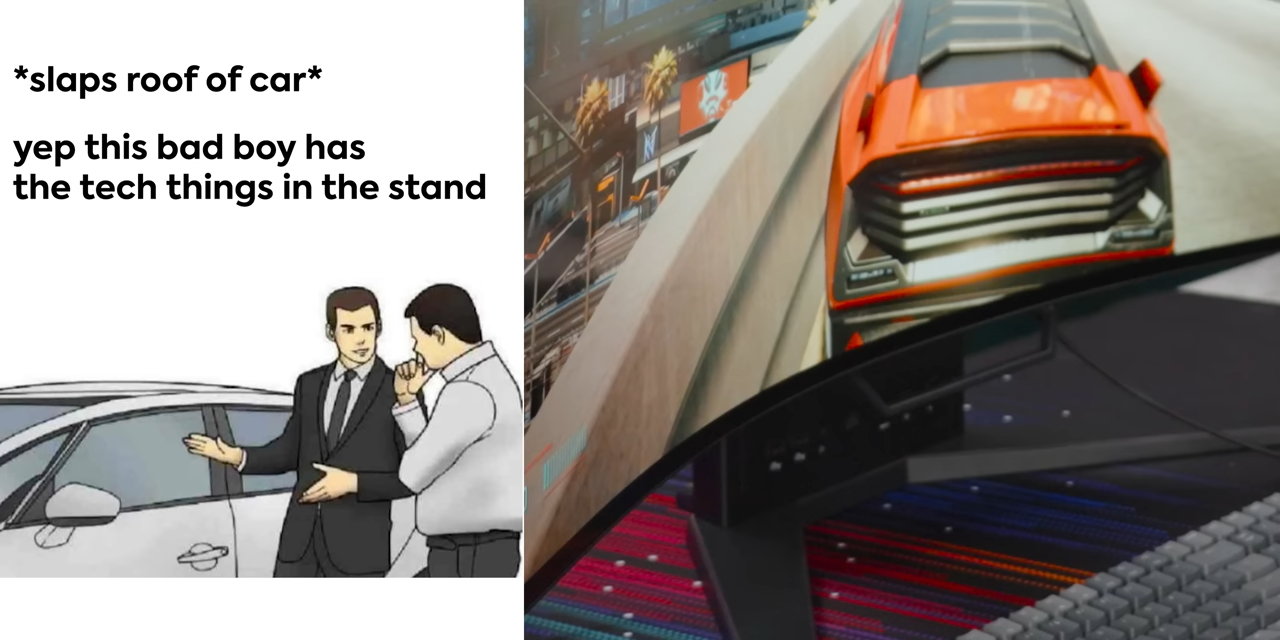 *slaps roof of car*
yep this bad boy has
the tech things in the stand